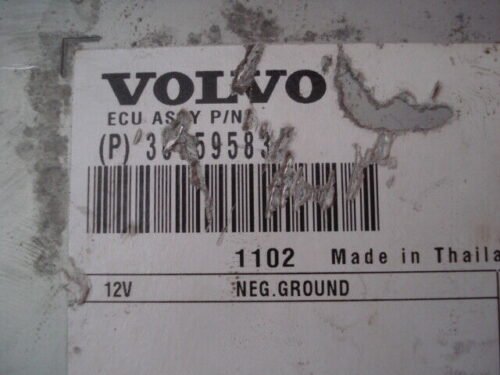 VOLVO
ECU ASSY P/N
(P)
1102 Made in Thaila
12V NEG.GROUND